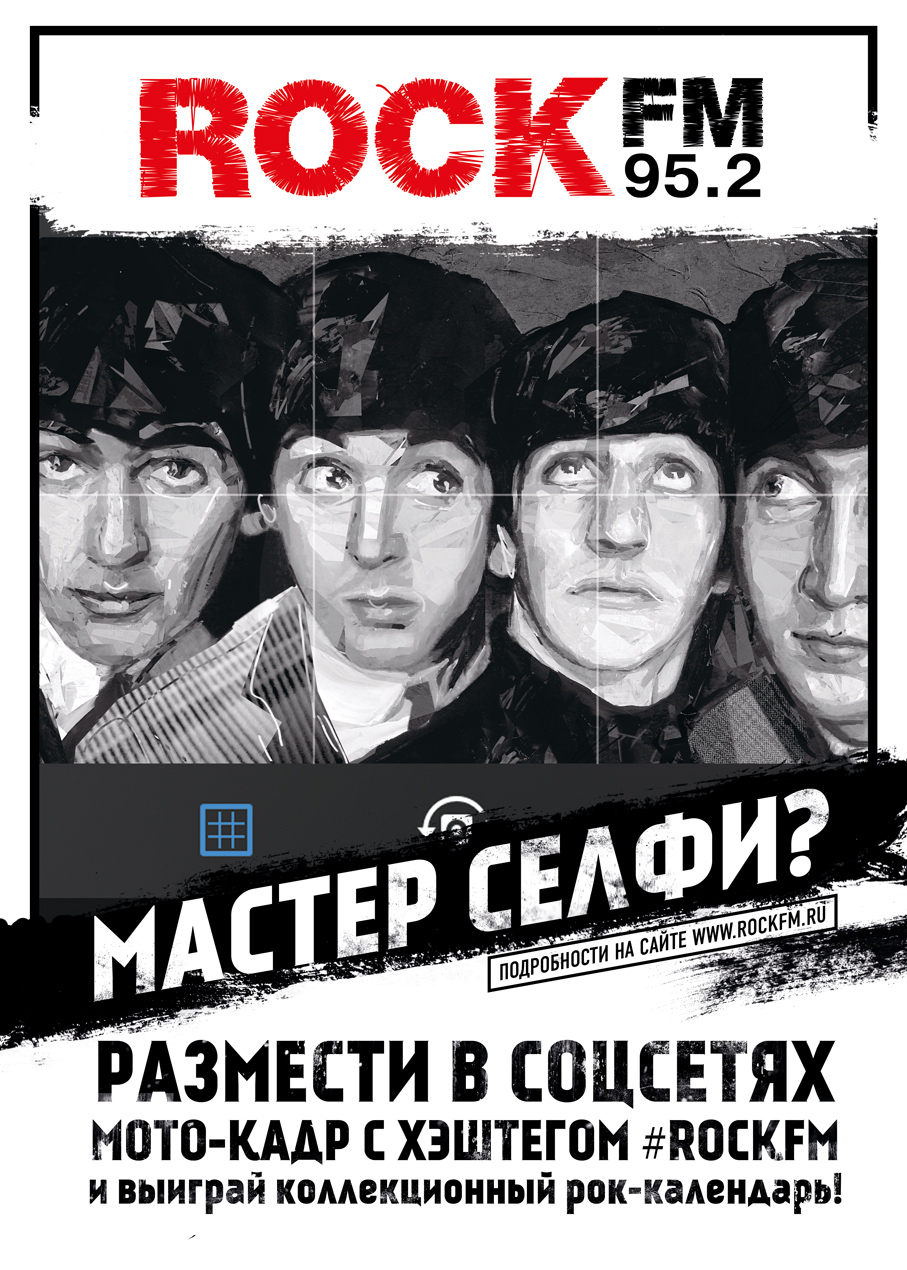 ROCK FM
95.2
МАСТЕР СЕЛФИ?
ПОДРОБНОСТИ НА САЙТЕ WWW.ROCKFM.RU
РАЗМЕСТИ В СОЦСЕТЯХ
МОТО-КАДР С ХЭШТЕГОМ #ROCKFM
и выиграй коллекционный рок-календарь!